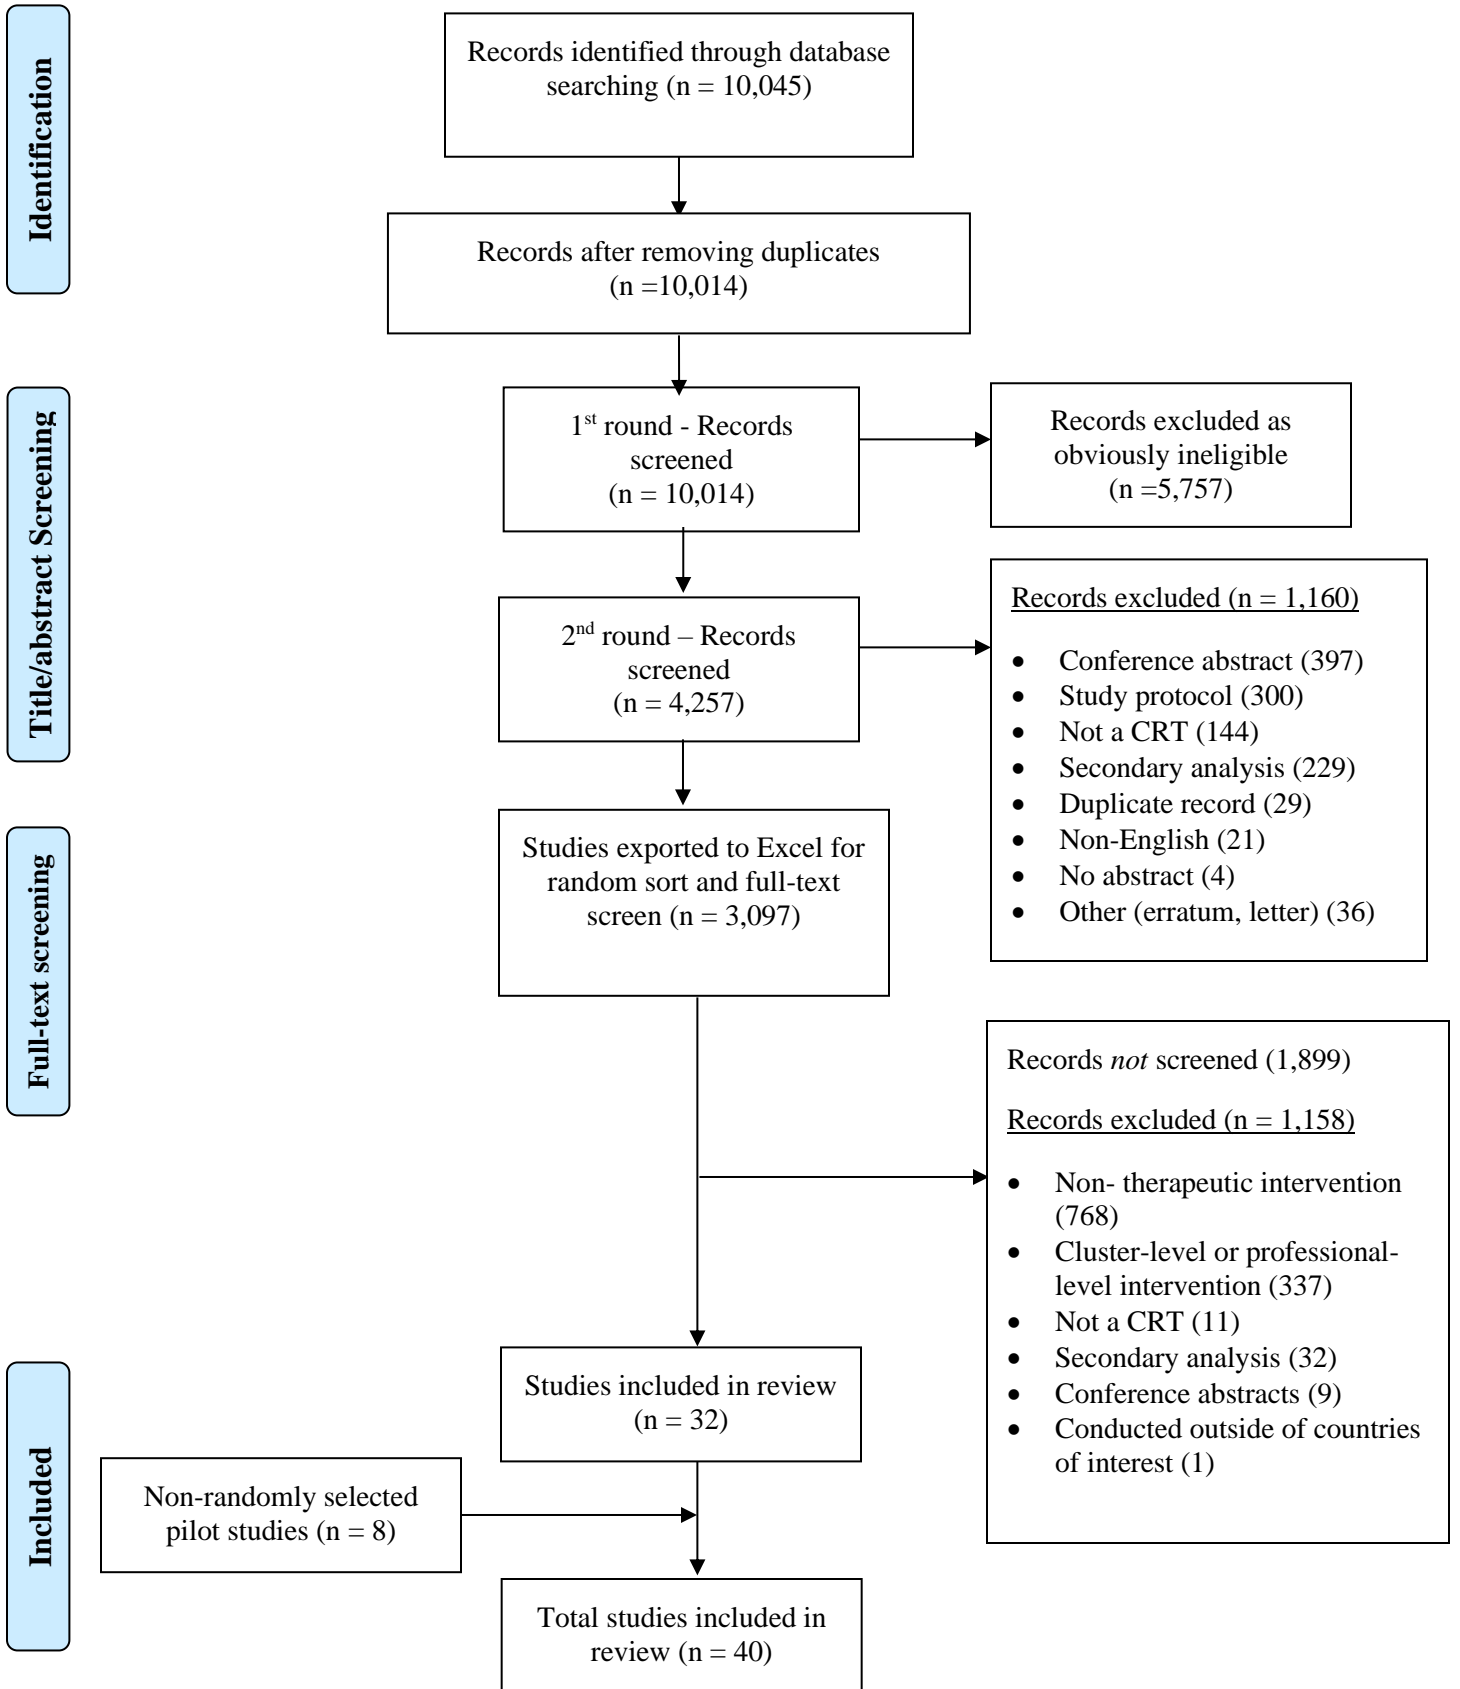 Identification
Records identified through database
searching (n = 10,045)
Records after removing duplicates
(n =10,014)
Title/abstract Screening
1st round - Records
screened
(n = 10,014)
Records excluded as
obviously ineligible
(n =5,757)
2nd round – Records
screened
(n = 4,257)
Records excluded (n = 1,160)
• Conference abstract (397)
• Study protocol (300)
• Not a CRT (144)
• Secondary analysis (229)
• Duplicate record (29)
• Non-English (21)
• No abstract (4)
• Other (erratum, letter) (36)
Full-text screening
Studies exported to Excel for
random sort and full-text
screen (n = 3,097)
Records not screened (1,899)
Records excluded (n = 1,158)
• Non- therapeutic intervention
(768)
• Cluster-level or professional-
level intervention (337)
• Not a CRT (11)
• Secondary analysis (32)
• Conference abstracts (9)
• Conducted outside of countries
of interest (1)
Included
Studies included in review
(n = 32)
Non-randomly selected
pilot studies (n = 8)
Total studies included in
review (n = 40)